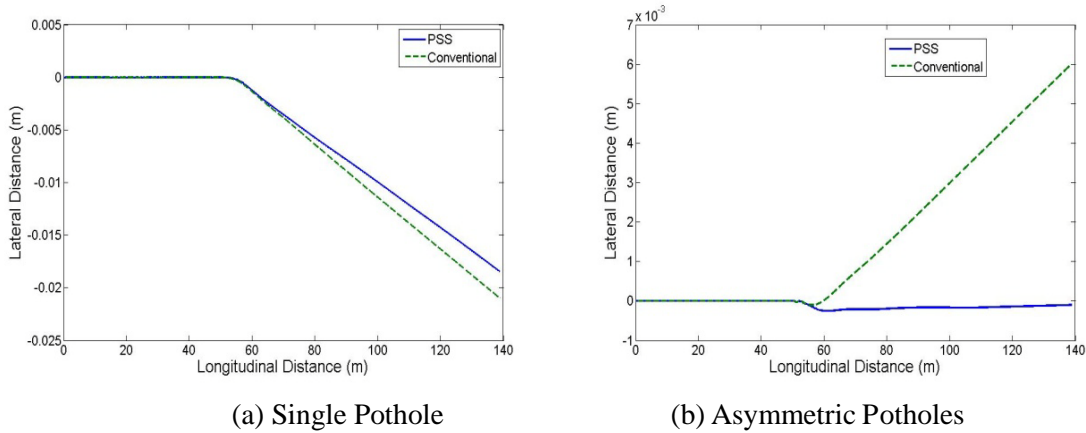 0.005
0
-0.005
-0.01
-0.015
-0.02
-0.025
0 20 40 60 80 100 120 140
Lateral Distance (m)
Longitudinal Distance (m)
PSS
Conventional
(a) Single Pothole
7 x 10⁻³
6
5
4
3
2
1
0
-1
0 20 40 60 80 100 120 140
Lateral Distance (m)
Longitudinal Distance (m)
PSS
Conventional
(b) Asymmetric Potholes